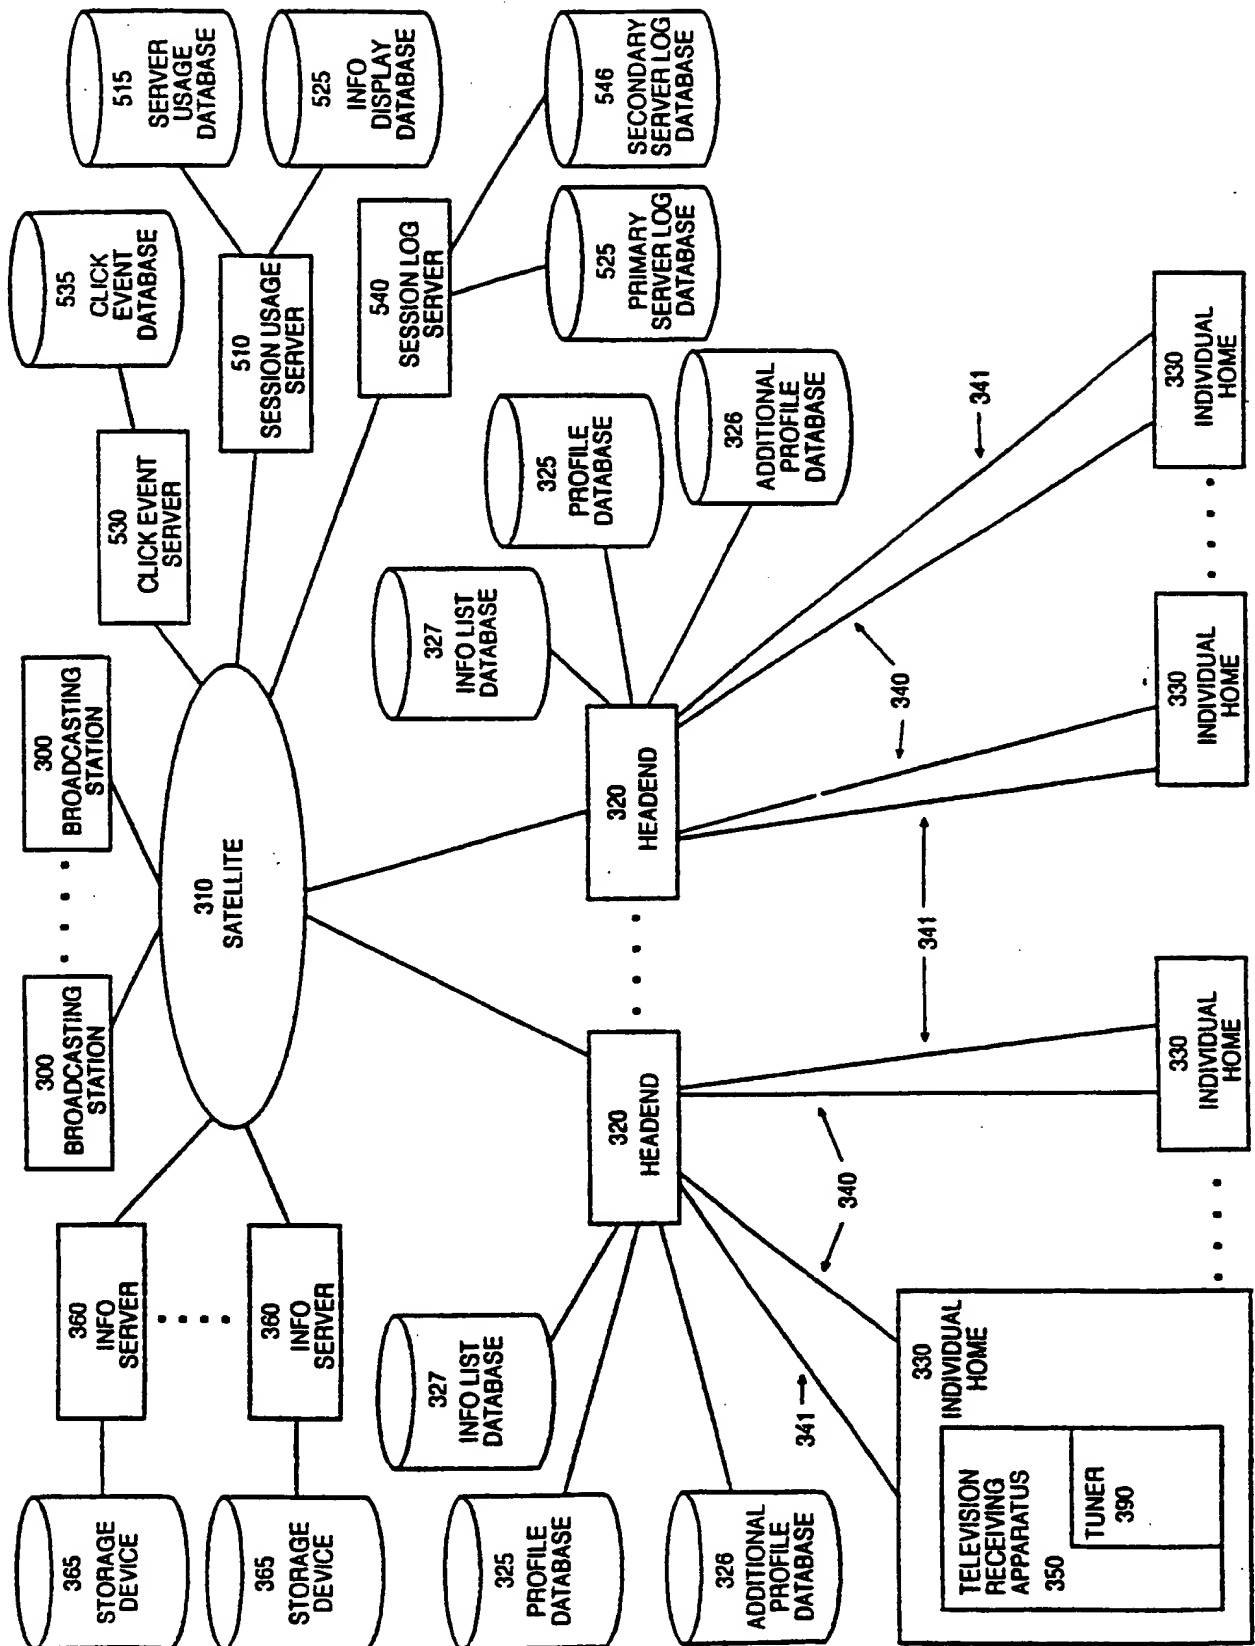 365
STORAGE
DEVICE
360
INFO
SERVER
365
STORAGE
DEVICE
360
INFO
SERVER
300
BROADCASTING
STATION
300
BROADCASTING
STATION
310
SATELLITE
530
CLICK EVENT
SERVER
535
CLICK
EVENT
DATABASE
510
SESSION USAGE
SERVER
515
SERVER
USAGE
DATABASE
525
INFO
DISPLAY
DATABASE
540
SESSION LOG
SERVER
525
PRIMARY
SERVER LOG
DATABASE
546
SECONDARY
SERVER LOG
DATABASE
325
PROFILE
DATABASE
327
INFO LIST
DATABASE
326
ADDITIONAL
PROFILE
DATABASE
320
HEADEND
320
HEADEND
327
INFO LIST
DATABASE
325
PROFILE
DATABASE
326
ADDITIONAL
PROFILE
DATABASE
341
340
341
340
341
330
INDIVIDUAL
HOME
TELEVISION
RECEIVING
APPARATUS
350
TUNER
390
330
INDIVIDUAL
HOME
330
INDIVIDUAL
HOME
330
INDIVIDUAL
HOME